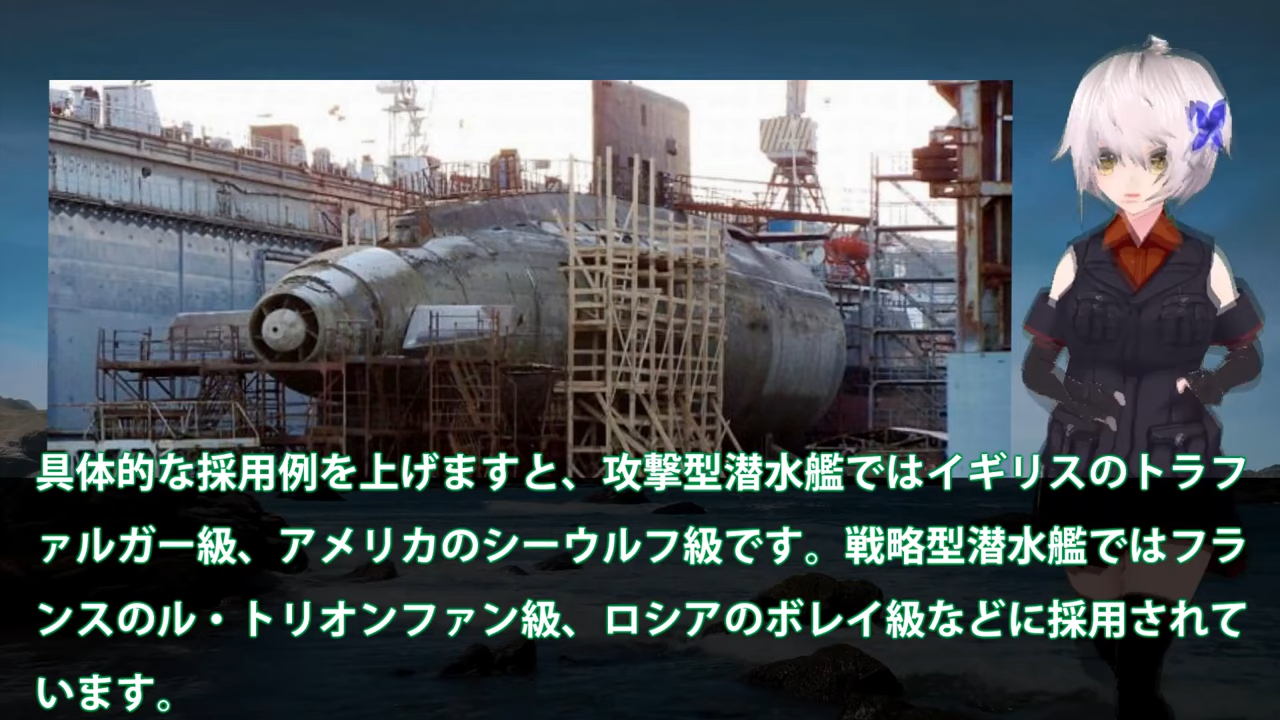 具体的な採用例を上げますと、攻撃型潜水艦ではイギリスのトラフ
ァルガー級、アメリカのシーウルフ級です。戦略型潜水艦ではフラ
ンスのル・トリオンファン級、ロシアのボレイ級などに採用されて
います。